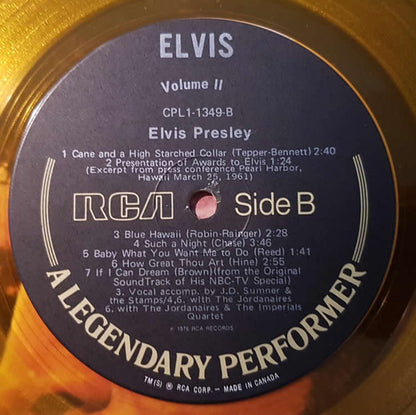 ELVIS
Volume II
CPL1-1349-B
Elvis Presley
1 Cane and a High Starched Collar (Tepper-Bennett) 2:40
2 Presentation of Awards to Elvis 1:24
(Excerpt from press conference Pearl Harbor,
Hawaii March 25, 1961)
RCA Side B
3 Blue Hawaii (Robin-Rainger) 2:28
4 Such a Night (Chase) 3:46
5 Baby What You Want Me to Do (Reed) 1:41
6 How Great Thou Art (Hine) 2:55
7 If I Can Dream (Brown)(from the Original
SoundTrack of His NBC-TV Special)
3, Vocal accomp. by J.D. Sumner &
the Stamps/4,6, with The Jordanaires
6, with The Jordanaires & The Imperials
Quartet
℗ 1976 RCA RECORDS
A LEGENDARY PERFORMER
TM(S) ® RCA CORP. — MADE IN CANADA